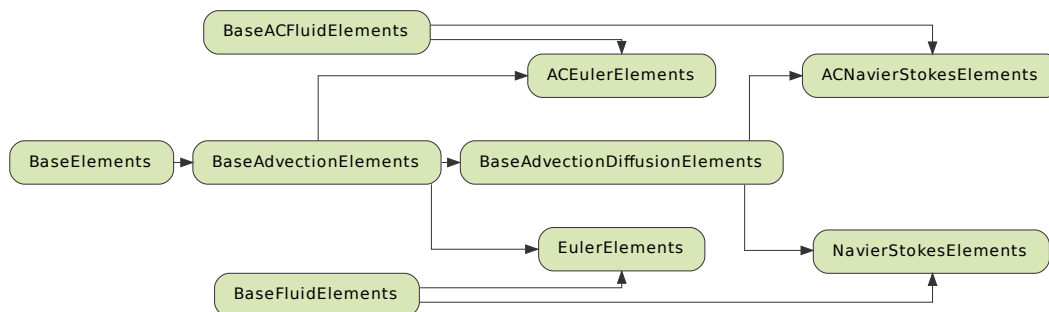 BaseACFluidElements
ACEulerElements
ACNavierStokesElements
BaseElements
BaseAdvectionElements
BaseAdvectionDiffusionElements
EulerElements
NavierStokesElements
BaseFluidElements